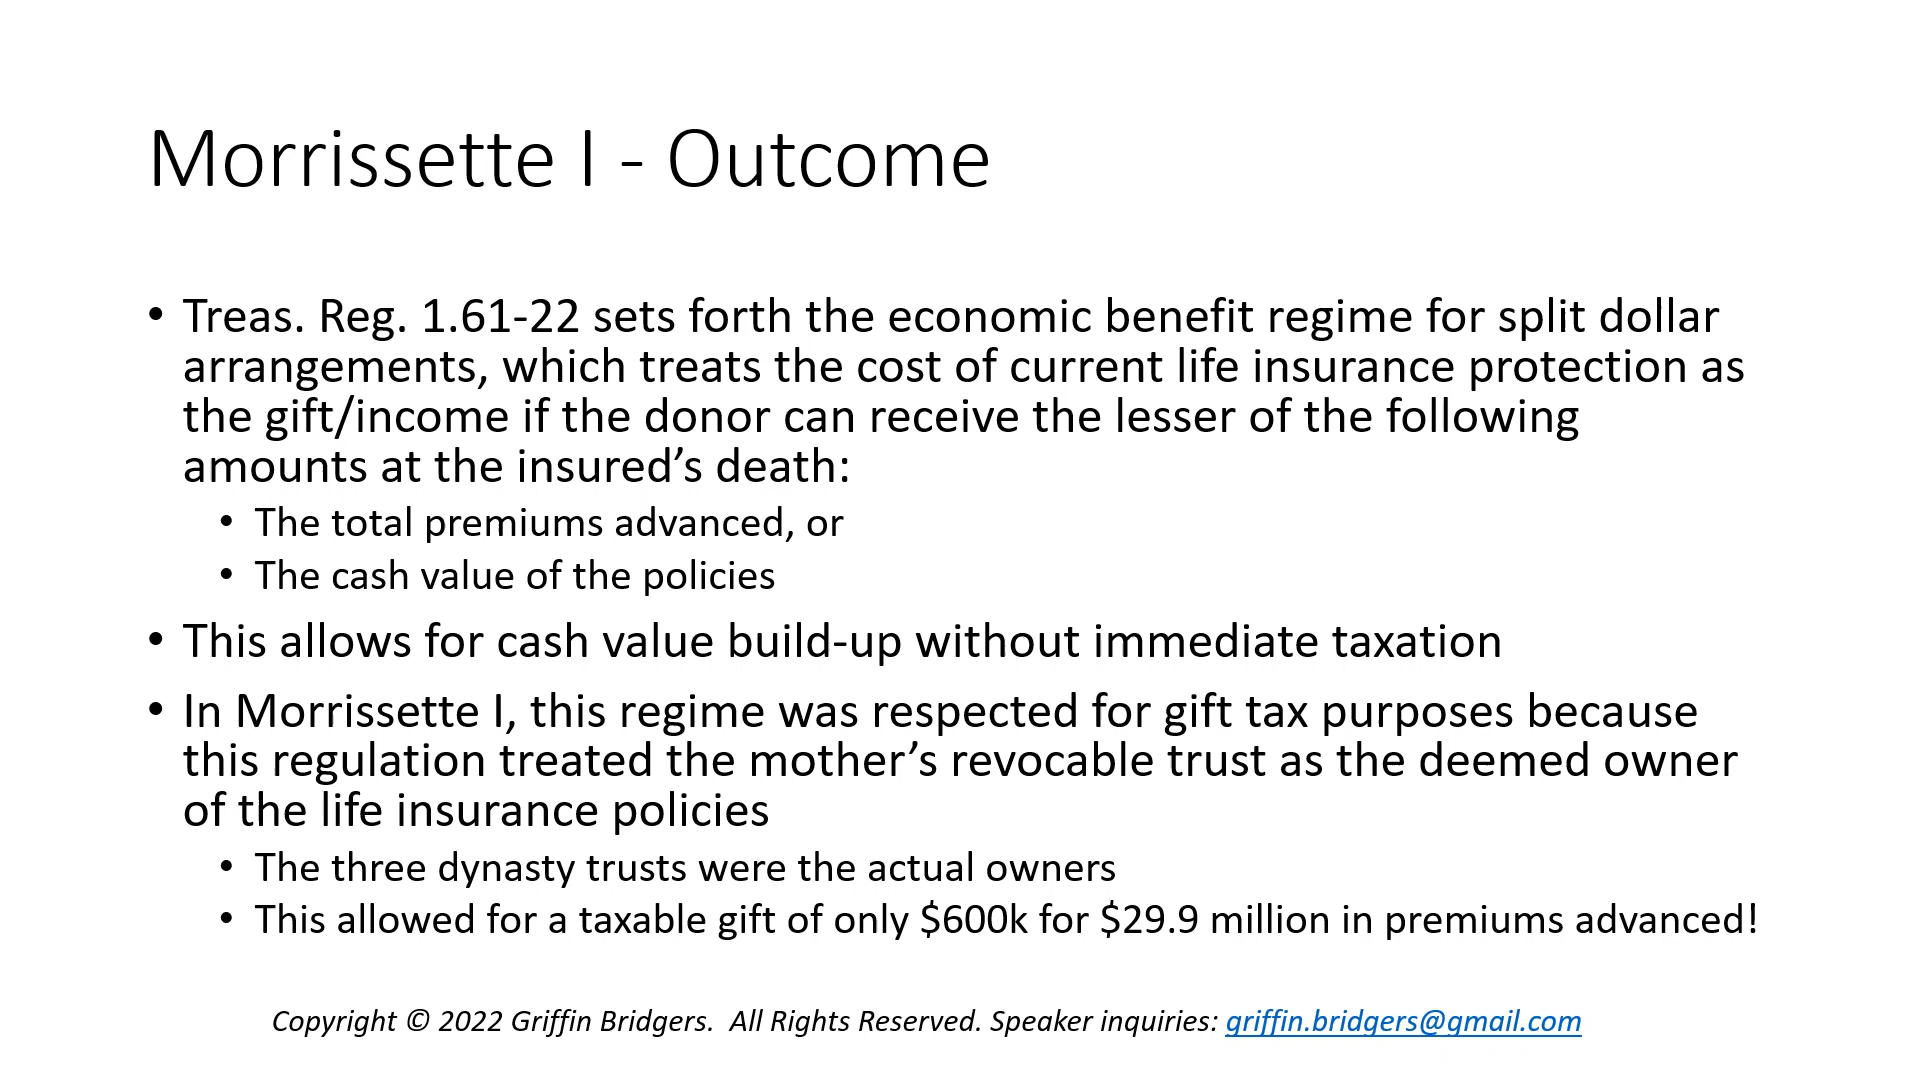 Morrissette I - Outcome
• Treas. Reg. 1.61-22 sets forth the economic benefit regime for split dollar
arrangements, which treats the cost of current life insurance protection as
the gift/income if the donor can receive the lesser of the following
amounts at the insured’s death:
• The total premiums advanced, or
• The cash value of the policies
• This allows for cash value build-up without immediate taxation
• In Morrissette I, this regime was respected for gift tax purposes because
this regulation treated the mother’s revocable trust as the deemed owner
of the life insurance policies
• The three dynasty trusts were the actual owners
• This allowed for a taxable gift of only $600k for $29.9 million in premiums advanced!
Copyright © 2022 Griffin Bridgers.  All Rights Reserved. Speaker inquiries: griffin.bridgers@gmail.com